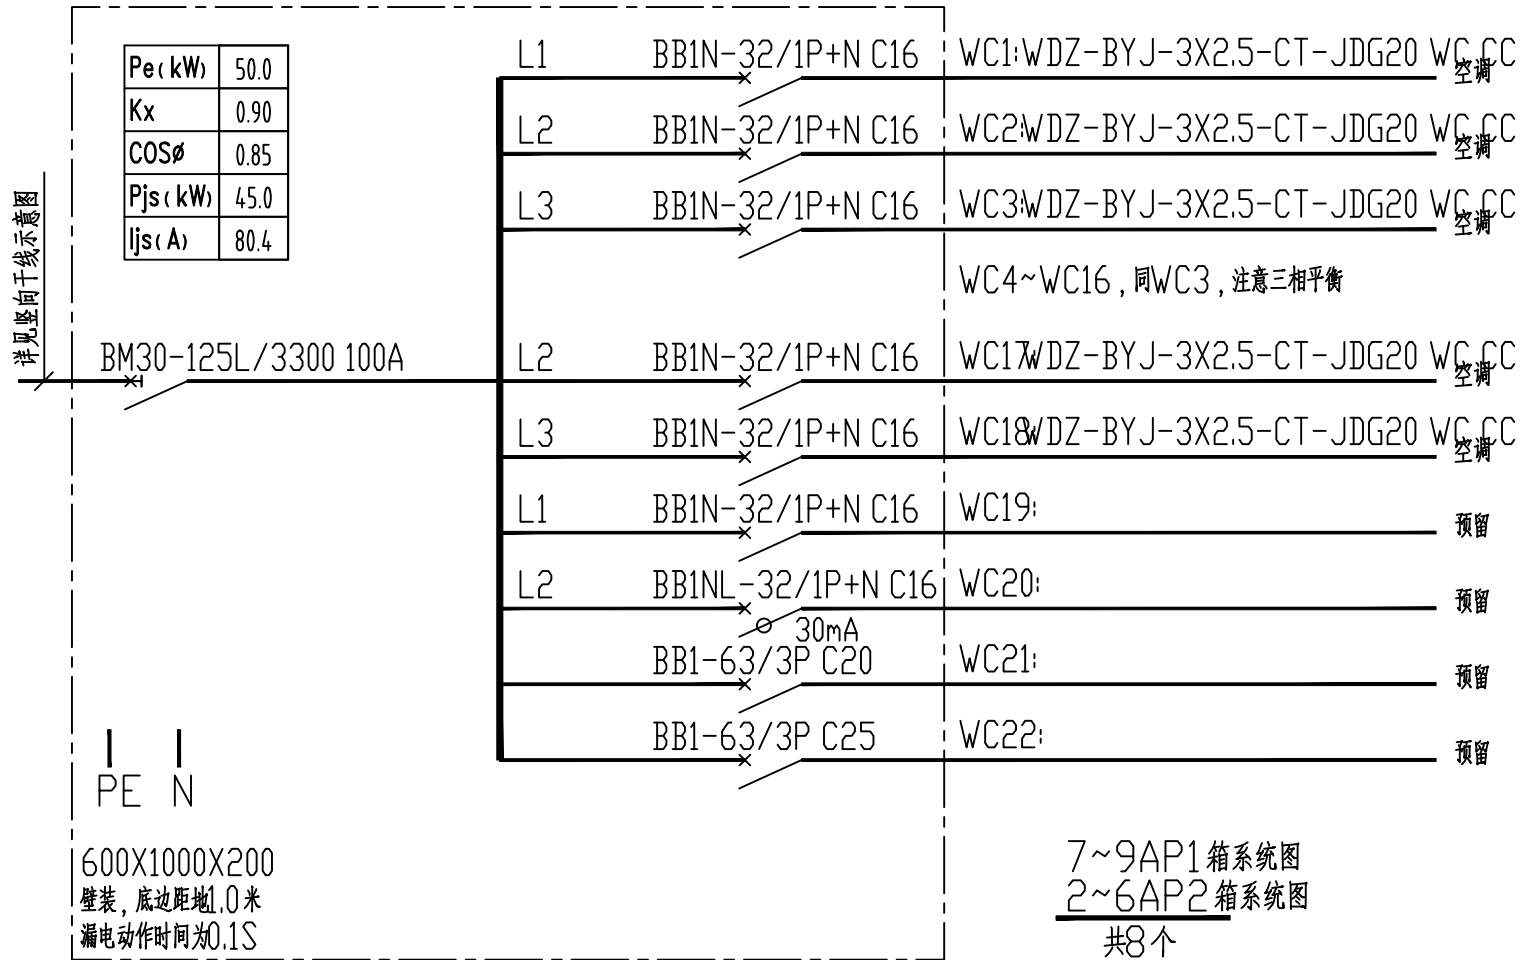 Pe(kW) 50.0
Kx 0.90
COSø 0.85
Pjs(kW) 45.0
Ijs(A) 80.4
详见竖向干线示意图
BM30-125L/3300 100A
L1 BB1N-32/1P+N C16 WC1:WDZ-BYJ-3X2.5-CT-JDG20 WC CC 空调
L2 BB1N-32/1P+N C16 WC2:WDZ-BYJ-3X2.5-CT-JDG20 WC CC 空调
L3 BB1N-32/1P+N C16 WC3:WDZ-BYJ-3X2.5-CT-JDG20 WC CC 空调
WC4~WC16,同WC3,注意三相平衡
L2 BB1N-32/1P+N C16 WC17:WDZ-BYJ-3X2.5-CT-JDG20 WC CC 空调
L3 BB1N-32/1P+N C16 WC18:WDZ-BYJ-3X2.5-CT-JDG20 WC CC 空调
L1 BB1N-32/1P+N C16 WC19: 预留
L2 BB1NL-32/1P+N C16 WC20: 预留
30mA
BB1-63/3P C20 WC21: 预留
BB1-63/3P C25 WC22: 预留
PE N
600X1000X200
壁装,底边距地1.0米
漏电动作时间为0.1S
7~9AP1箱系统图
2~6AP2箱系统图
共8个